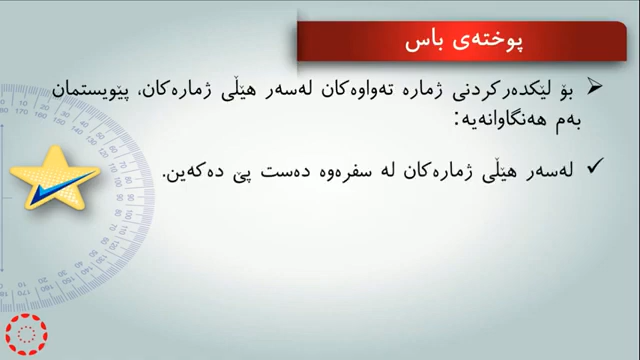 پوختەی باس
بۆ لێکدەرکردنی ژمارە تەواوەکان لەسەر هێڵی ژمارەکان، پێویستمان
بەم هەنگاوانەیە:
لەسەر هێڵی ژمارەکان لە سفرەوە دەست پێ دەکەین.